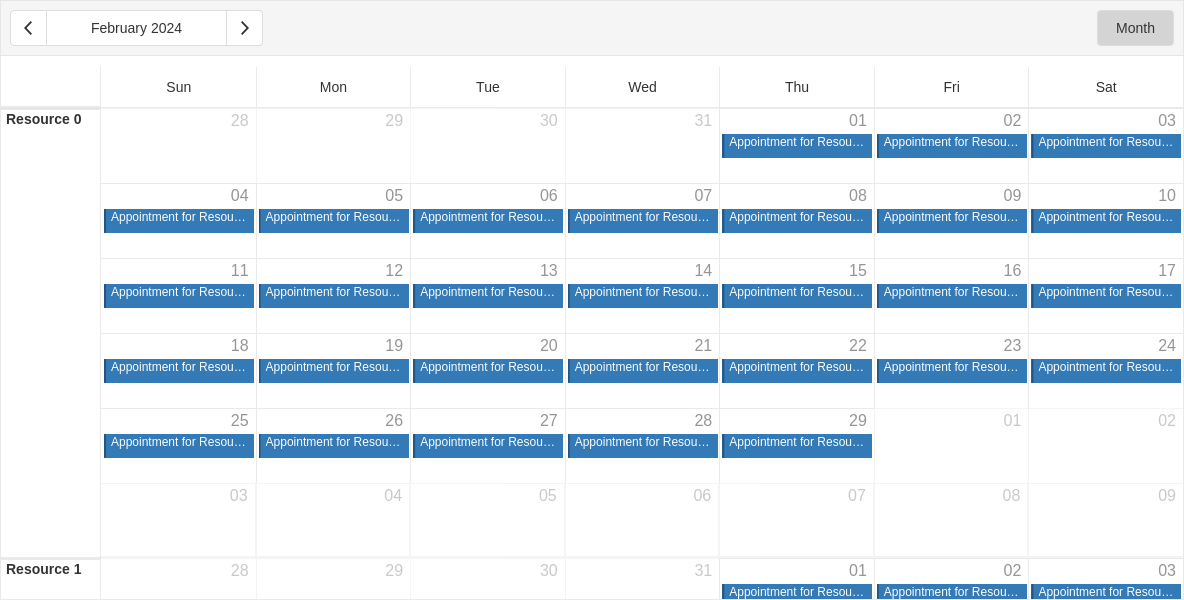 February 2024 Month
Sun Mon Tue Wed Thu Fri Sat
Resource 0 28 29 30 31 01 02 03
Appointment for Resou… Appointment for Resou… Appointment for Resou…
04 05 06 07 08 09 10
Appointment for Resou… Appointment for Resou… Appointment for Resou… Appointment for Resou… Appointment for Resou… Appointment for Resou… Appointment for Resou…
11 12 13 14 15 16 17
Appointment for Resou… Appointment for Resou… Appointment for Resou… Appointment for Resou… Appointment for Resou… Appointment for Resou… Appointment for Resou…
18 19 20 21 22 23 24
Appointment for Resou… Appointment for Resou… Appointment for Resou… Appointment for Resou… Appointment for Resou… Appointment for Resou… Appointment for Resou…
25 26 27 28 29 01 02
Appointment for Resou… Appointment for Resou… Appointment for Resou… Appointment for Resou… Appointment for Resou…
03 04 05 06 07 08 09
Resource 1 28 29 30 31 01 02 03
Appointment for Resou… Appointment for Resou… Appointment for Resou…